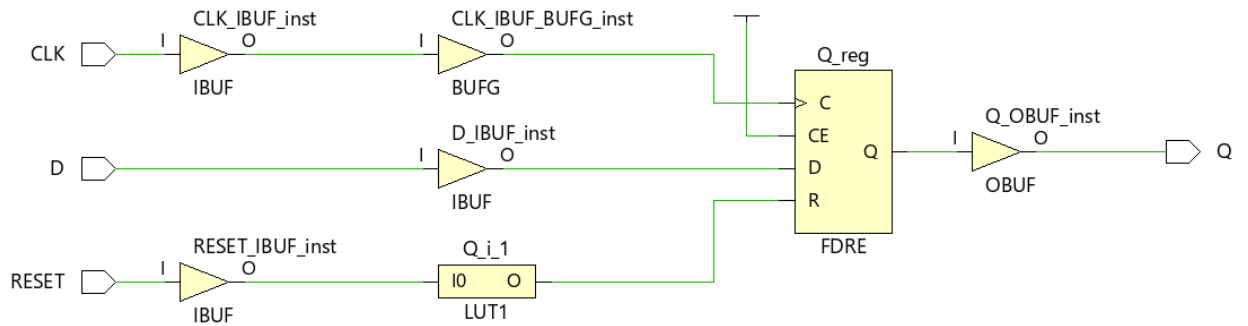 CLK_IBUF_inst
CLK_IBUF_BUFG_inst
CLK
I
O
IBUF
I
O
BUFG
Q_reg
C
CE
D
R
Q
FDRE
D_IBUF_inst
D
I
O
IBUF
Q_OBUF_inst
I
O
OBUF
Q
RESET_IBUF_inst
RESET
I
O
IBUF
Q_i_1
I0
O
LUT1